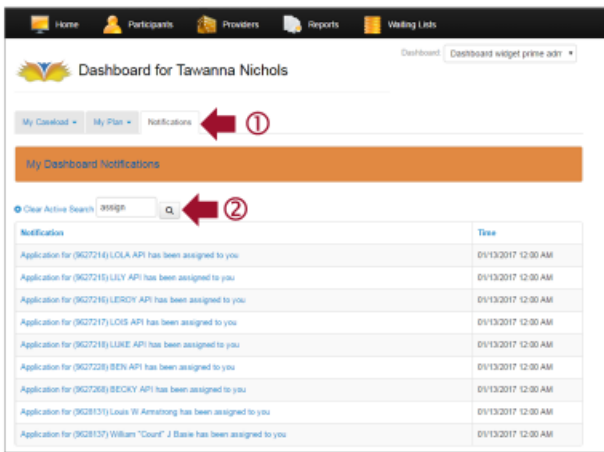 Home Participants Providers Reports Waiting Lists
Dashboard Dashboard widget prime adm
Dashboard for Tawanna Nichols
My Caseload My Plan Notifications ①
My Dashboard Notifications
Clear Active Search assign ②
Notification Time
Application for (9627214) LOLA API has been assigned to you 01/13/2017 12:00 AM
Application for (9627215) LILY API has been assigned to you 01/13/2017 12:00 AM
Application for (9627216) LEROY API has been assigned to you 01/13/2017 12:00 AM
Application for (9627217) LOIS API has been assigned to you 01/13/2017 12:00 AM
Application for (9627218) LUKE API has been assigned to you 01/13/2017 12:00 AM
Application for (9627228) BEN API has been assigned to you 01/13/2017 12:00 AM
Application for (9627268) BECKY API has been assigned to you 01/13/2017 12:00 AM
Application for (9628131) Louis W Armstrong has been assigned to you 01/13/2017 12:00 AM
Application for (9628137) William "Count" J Basie has been assigned to you 01/13/2017 12:00 AM